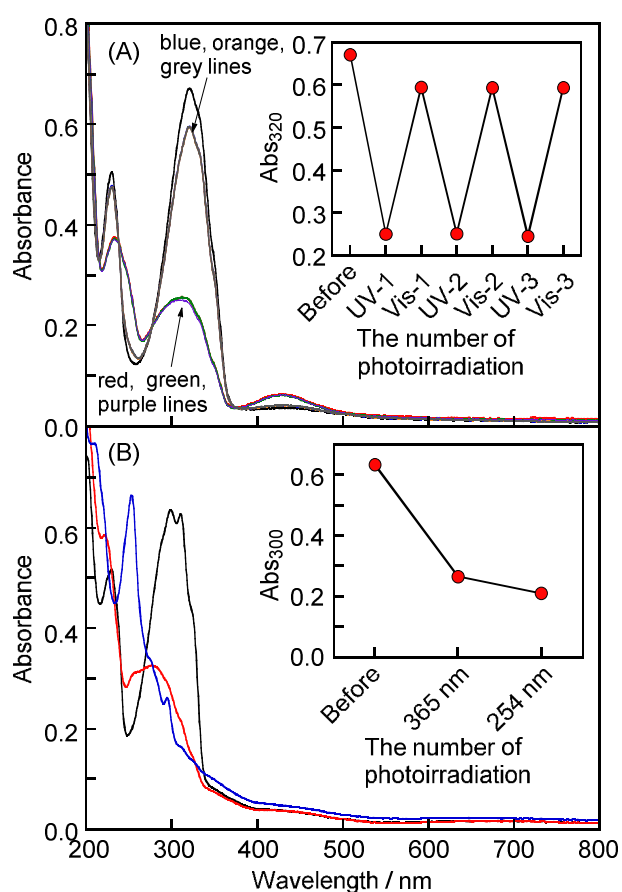 (A)
blue, orange,
grey lines
red, green,
purple lines
Absorbance
0.8
0.6
0.4
0.2
0.0
Abs320
0.7
0.6
0.5
0.4
0.3
0.2
Before
UV-1
Vis-1
UV-2
Vis-2
UV-3
Vis-3
The number of
photoirradiation
(B)
Absorbance
0.6
0.4
0.2
0.0
Abs300
0.6
0.4
0.2
0.0
Before
365 nm
254 nm
The number of
photoirradiation
200
300
400
500
600
700
800
Wavelength / nm